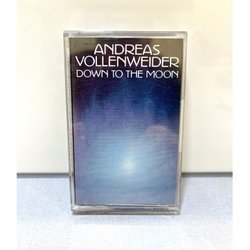 ANDREAS
VOLLENWEIDER
DOWN TO THE MOON